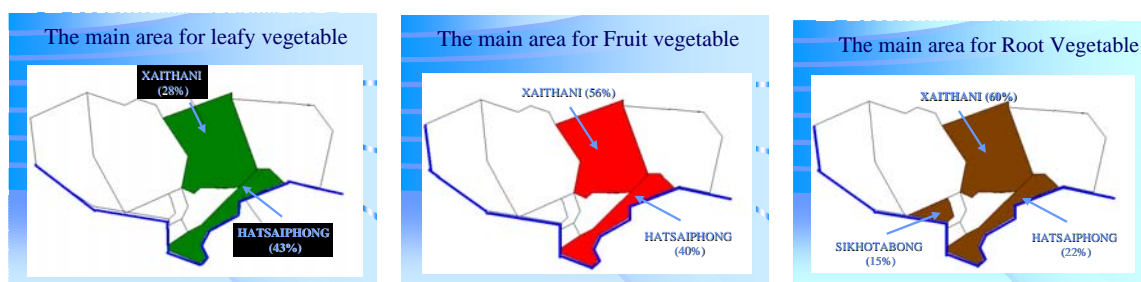 The main area for leafy vegetable
XAITHANI
(28%)
HATSAIPHONG
(43%)
The main area for Fruit vegetable
XAITHANI (56%)
HATSAIPHONG
(40%)
The main area for Root Vegetable
XAITHANI (60%)
SIKHOTABONG
(15%)
HATSAIPHONG
(22%)